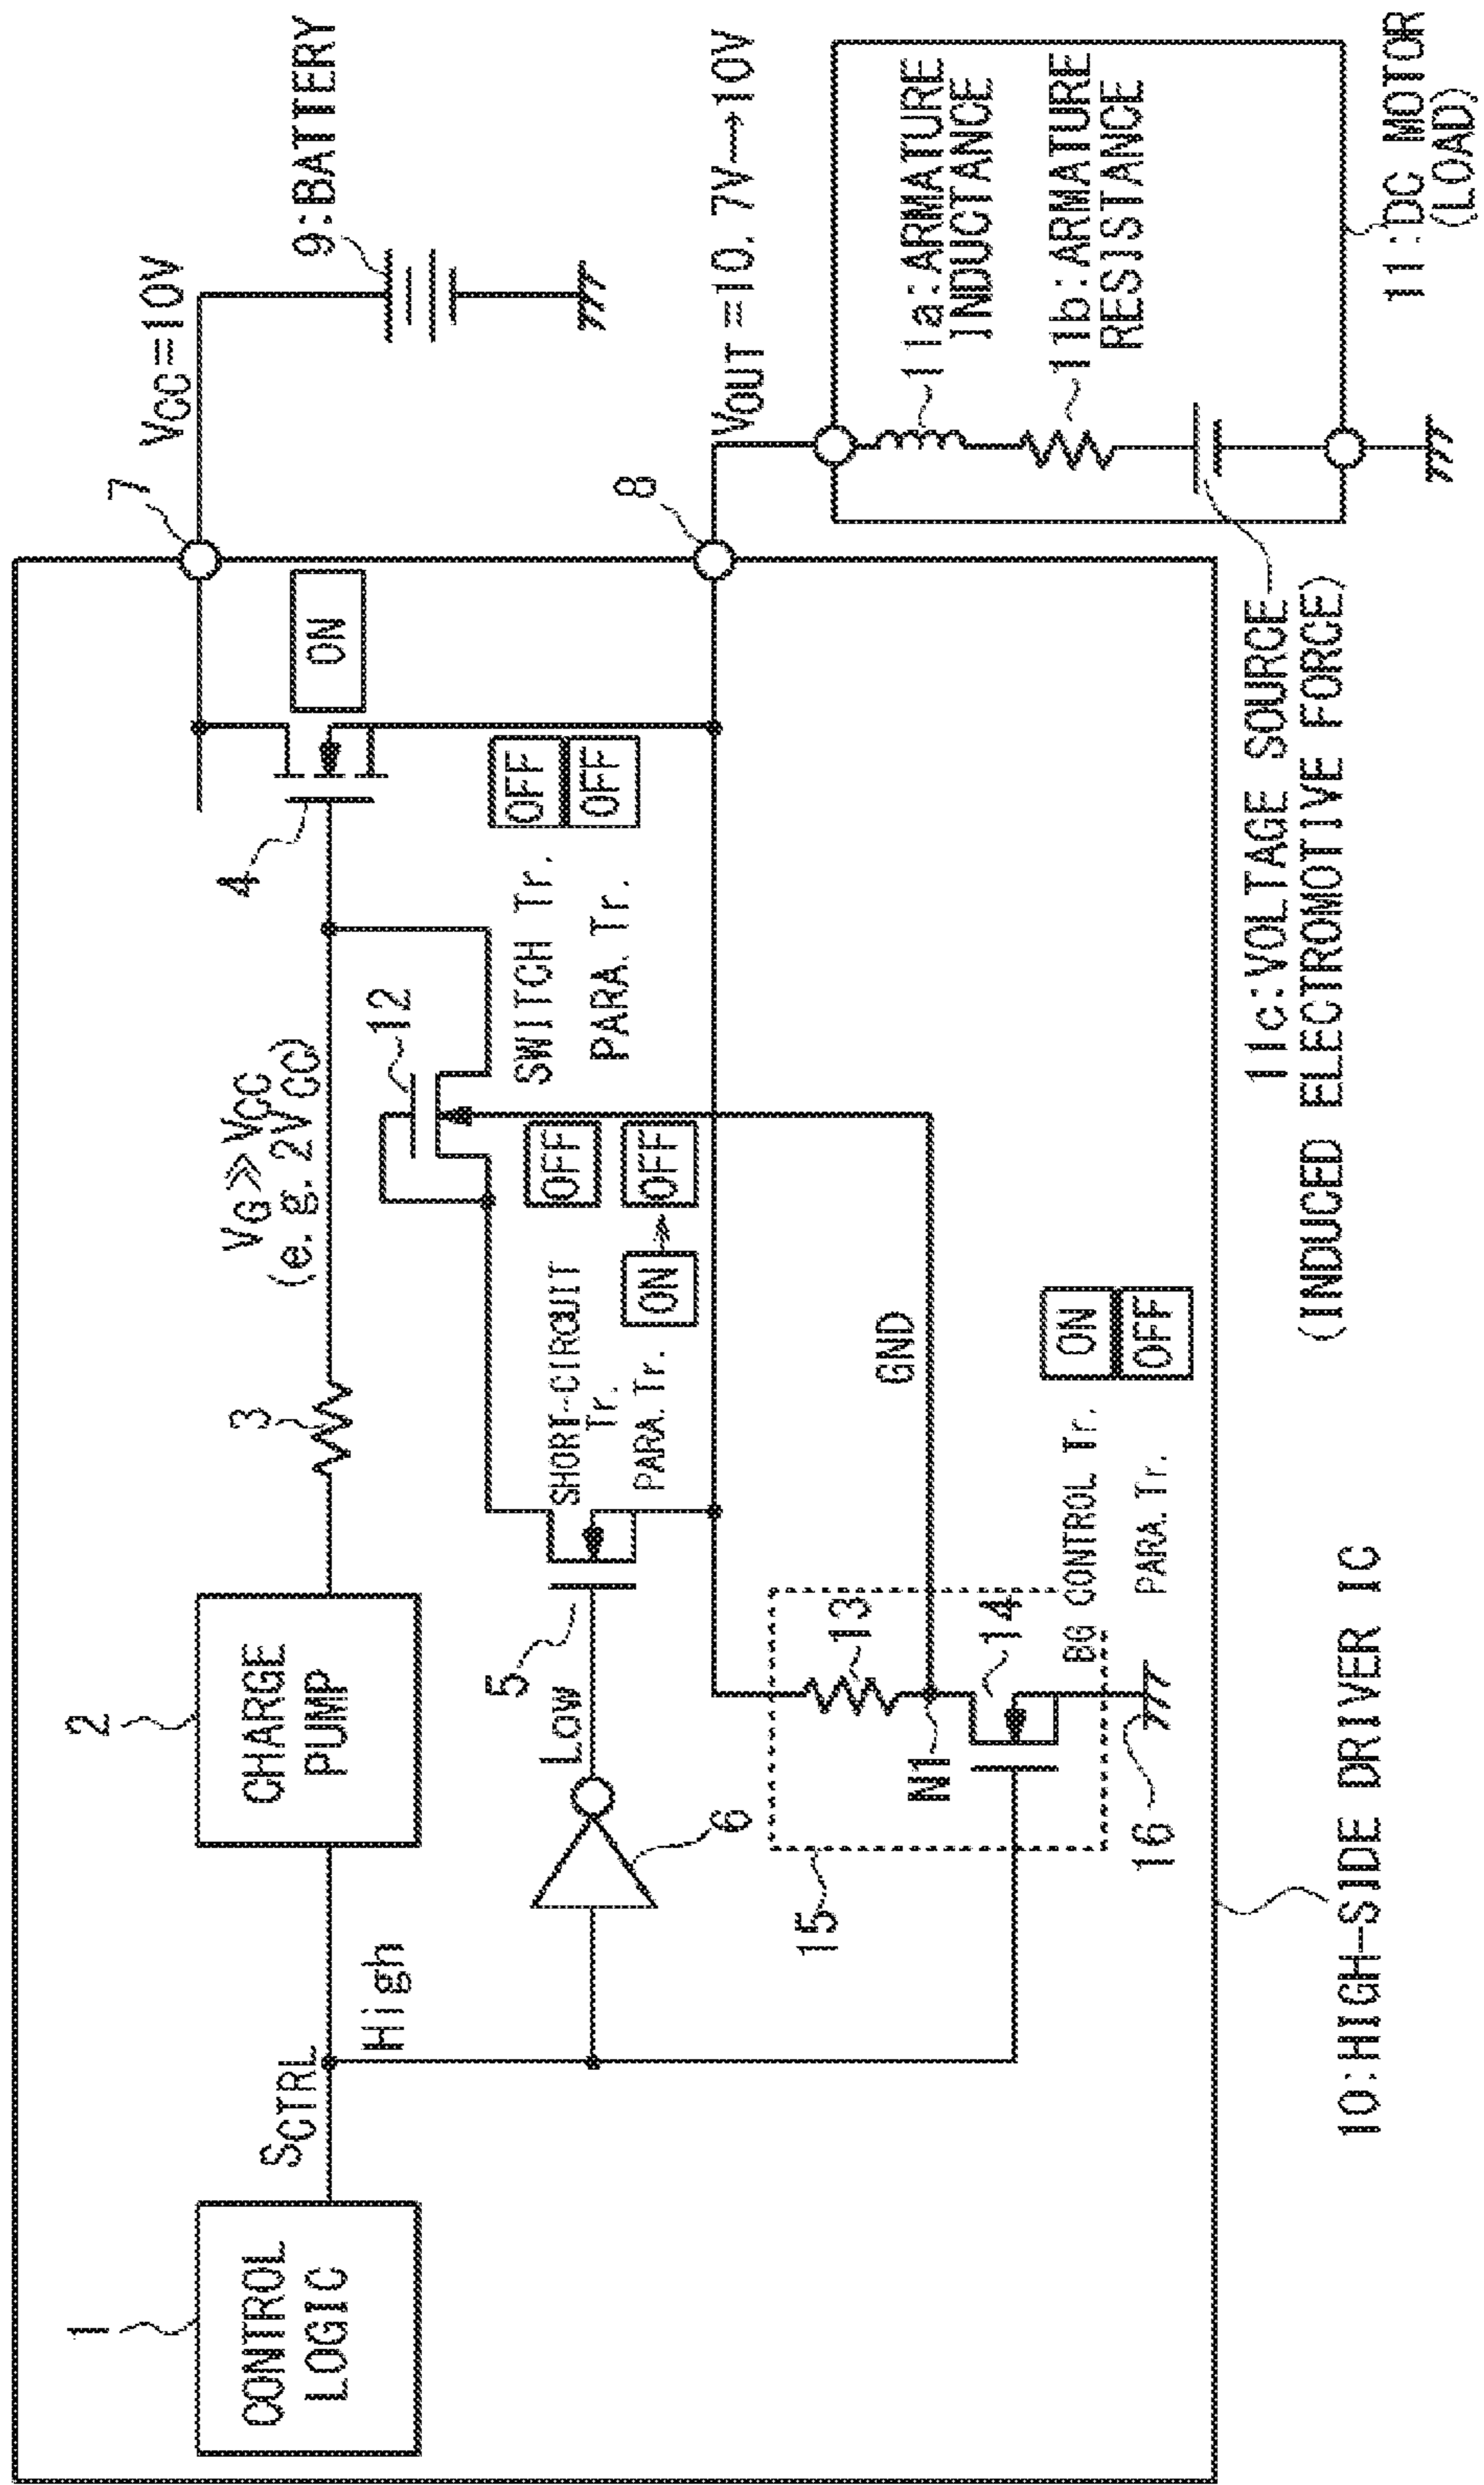 1
CONTROL
LOGIC
SCTRL
High
2
CHARGE
PUMP
3
VG≫VCC
(e. g. 2VCC)
4
ON
7
VCC=10V
9:BATTERY
12
SWITCH Tr.
OFF
PARA. Tr.
OFF
6
Low
5
SHORT-CIRCUIT
Tr.
OFF
PARA. Tr.
ON
OFF
8
VOUT=10. 7V→10V
15
13
N1
14
GND
BG CONTROL Tr.
ON
PARA. Tr.
OFF
16
11a:ARMATURE
INDUCTANCE
11b:ARMATURE
RESISTANCE
11c:VOLTAGE SOURCE
(INDUCED ELECTROMOTIVE FORCE)
11:DC MOTOR
(LOAD)
10:HIGH-SIDE DRIVER IC